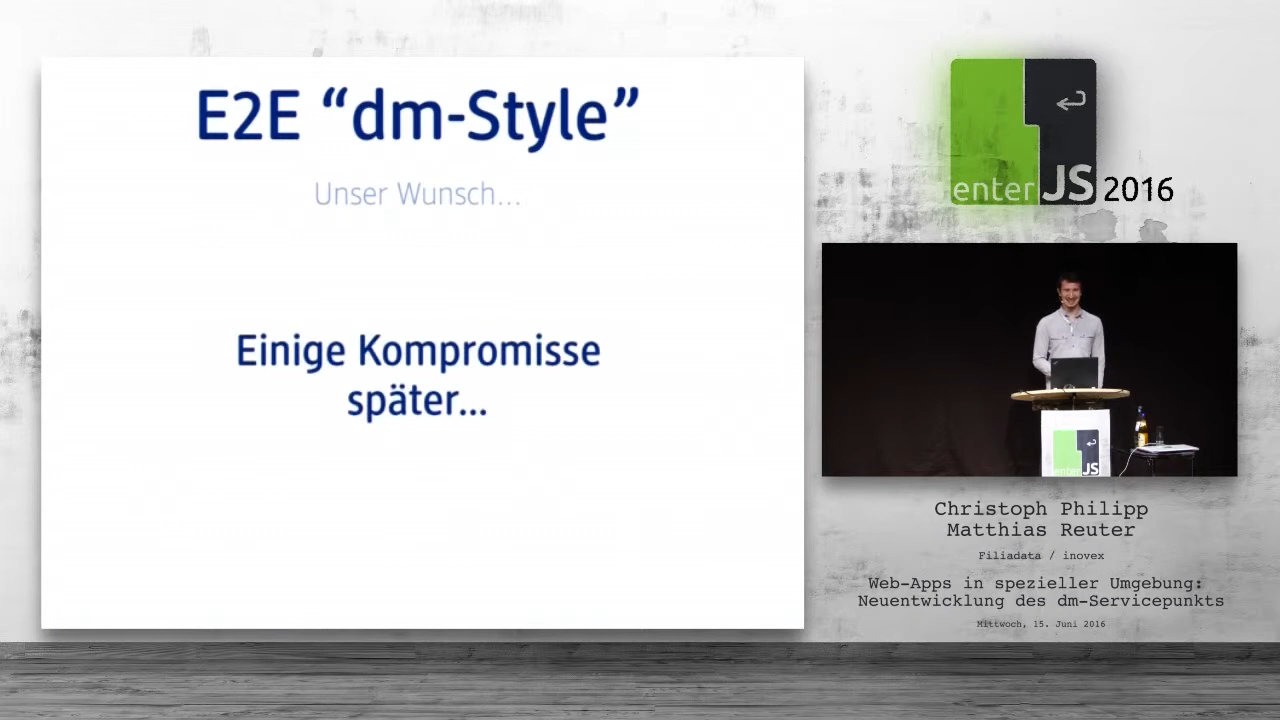 E2E “dm-Style”
Unser Wunsch...
Einige Kompromisse
später...
enterJS 2016
enterJS
Christoph Philipp
Matthias Reuter
Filiadata / inovex
Web-Apps in spezieller Umgebung:
Neuentwicklung des dm-Servicepunkts
Mittwoch, 15. Juni 2016